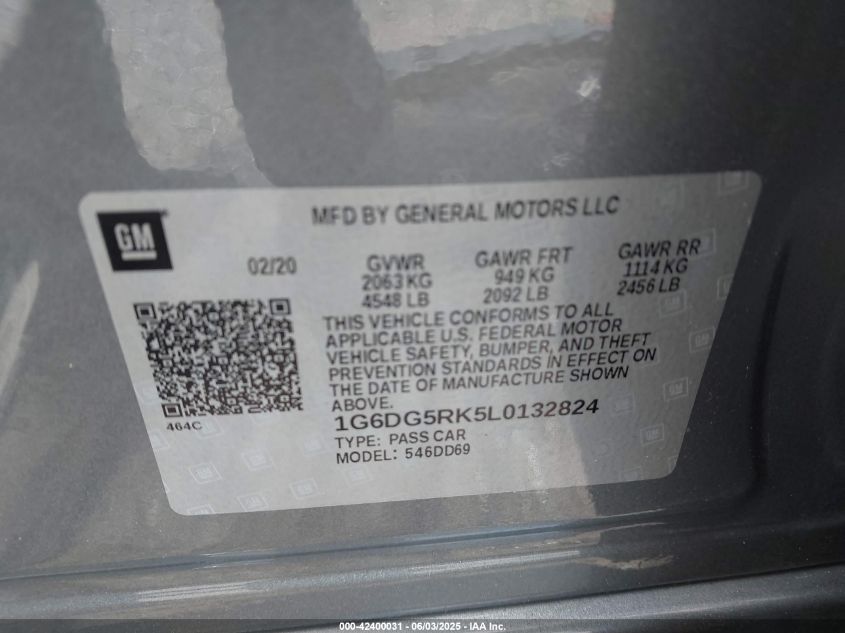 MFD BY GENERAL MOTORS LLC
GM
02/20
GVWR
2063 KG
4548 LB
GAWR FRT
949 KG
2092 LB
GAWR RR
1114 KG
2456 LB
THIS VEHICLE CONFORMS TO ALL
APPLICABLE U.S. FEDERAL MOTOR
VEHICLE SAFETY, BUMPER, AND THEFT
PREVENTION STANDARDS IN EFFECT ON
THE DATE OF MANUFACTURE SHOWN
ABOVE.
464C
1G6DG5RK5L0132824
TYPE: PASS CAR
MODEL: 546DD69
000-42400031 - 06/03/2025 - IAA Inc.